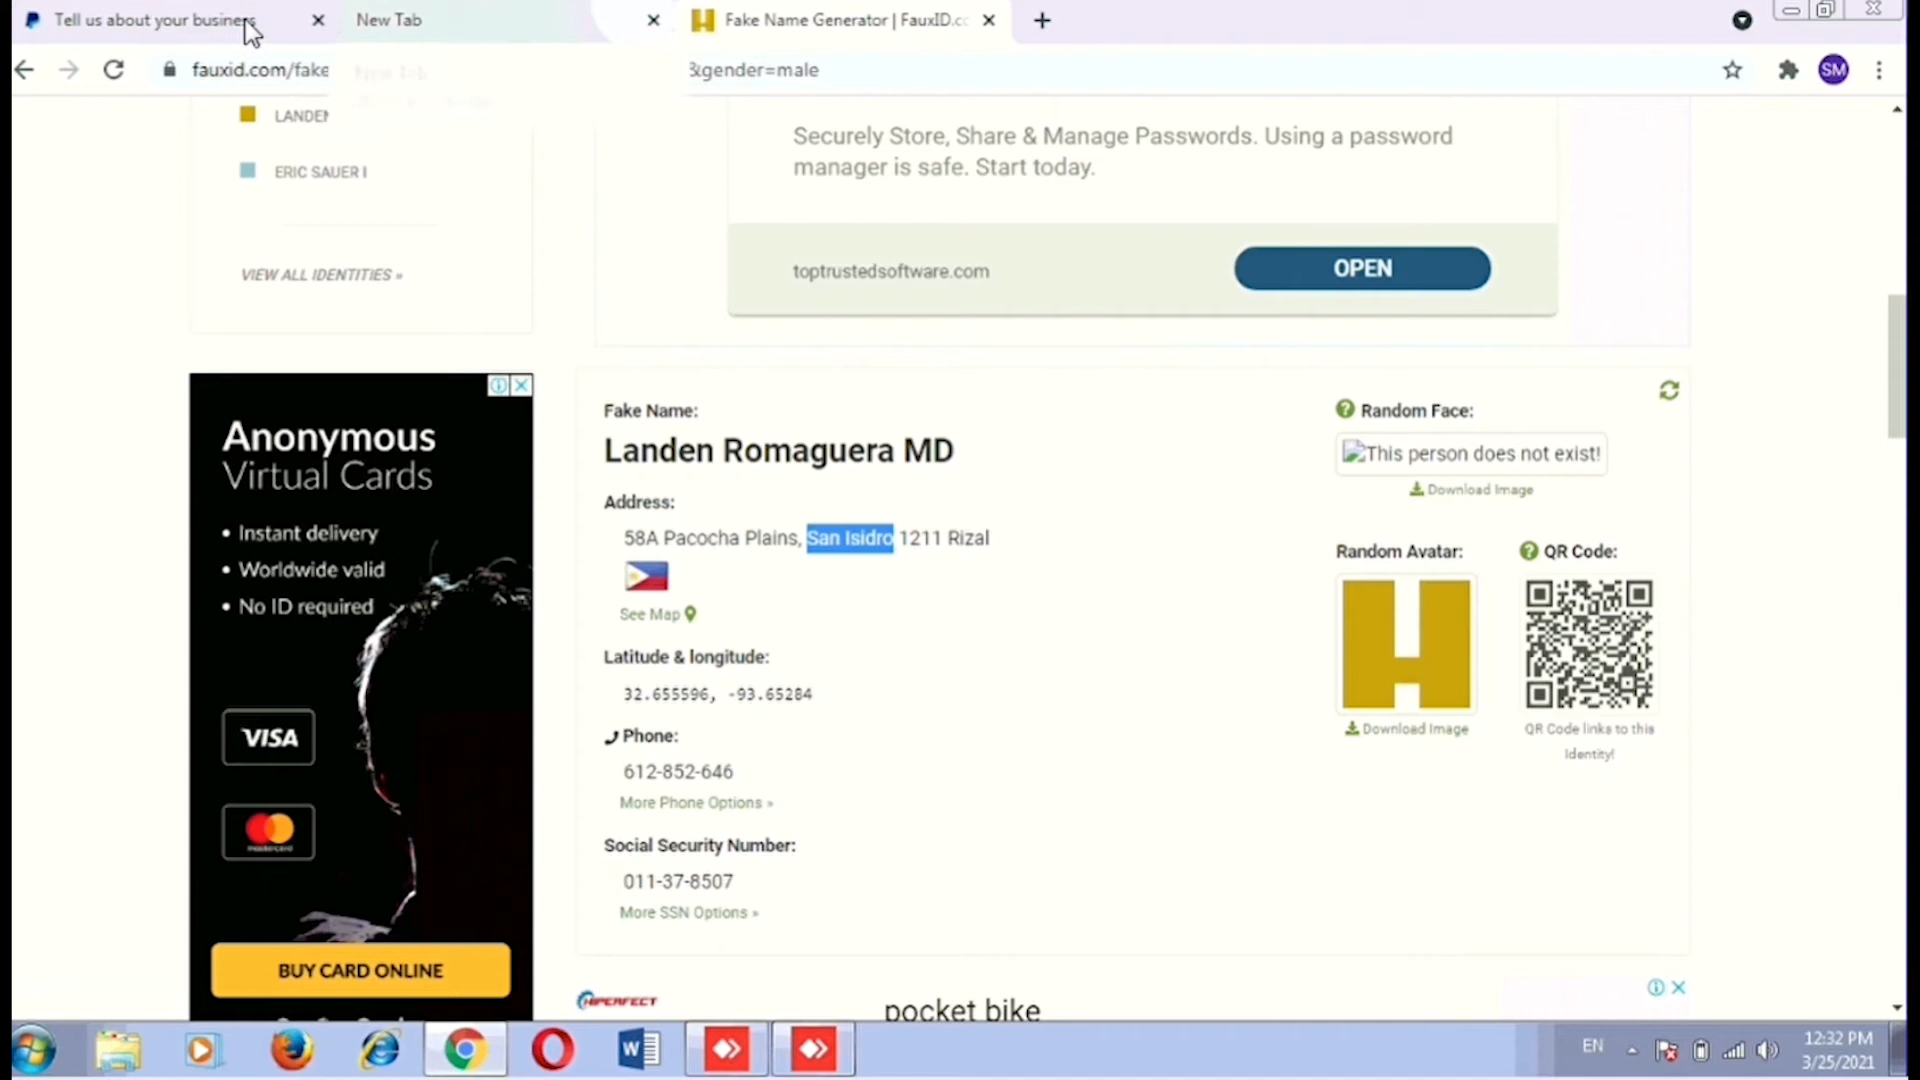 Tell us about your business
New Tab
Fake Name Generator | FauxID.co
fauxid.com/fake
&gender=male
SM
LANDEN
ERIC SAUER I
VIEW ALL IDENTITIES »
Securely Store, Share & Manage Passwords. Using a password
manager is safe. Start today.
toptrustedsoftware.com
OPEN
Anonymous
Virtual Cards
• Instant delivery
• Worldwide valid
• No ID required
VISA
mastercard
BUY CARD ONLINE
Fake Name:
Landen Romaguera MD
Address:
58A Pacocha Plains, San Isidro 1211 Rizal
See Map
Latitude & longitude:
32.655596, -93.65284
Phone:
612-852-646
More Phone Options »
Social Security Number:
011-37-8507
More SSN Options »
Random Face:
This person does not exist!
Download Image
Random Avatar:
Download Image
QR Code:
QR Code links to this
Identity!
HIPERFECT
pocket bike
EN
12:32 PM
3/25/2021